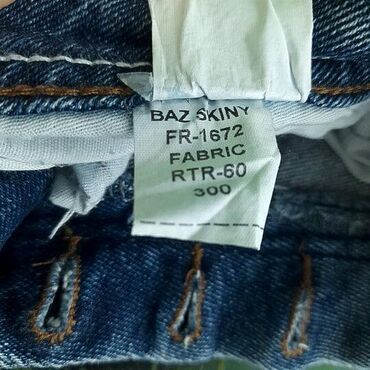 BAZ SKINY
FR-1672
FABRIC
RTR-60
300